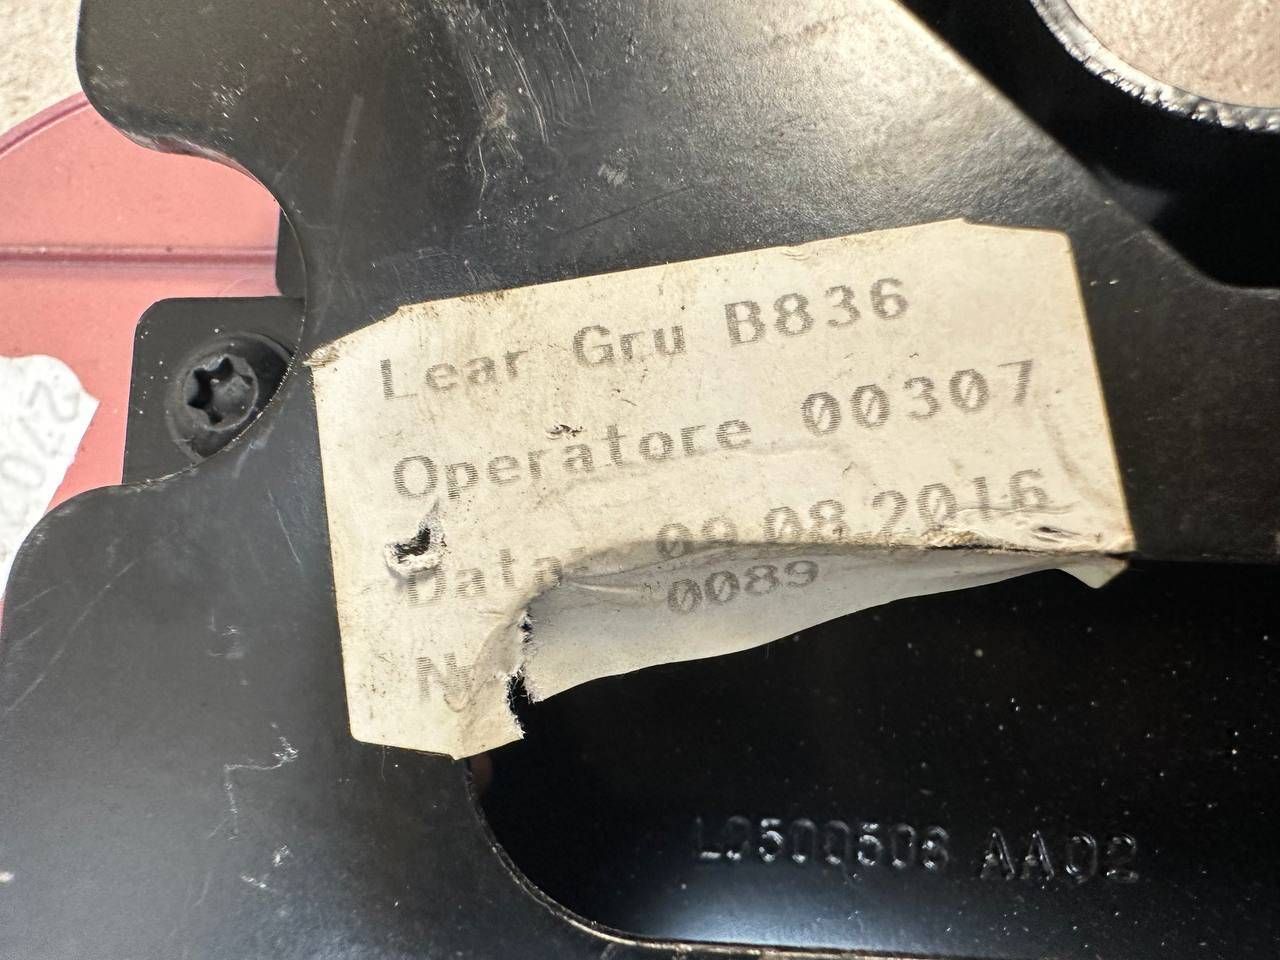 Lear Gru B836
Operatore 00307
Data: 09.08.2016
N 0089
L0500506 AA02